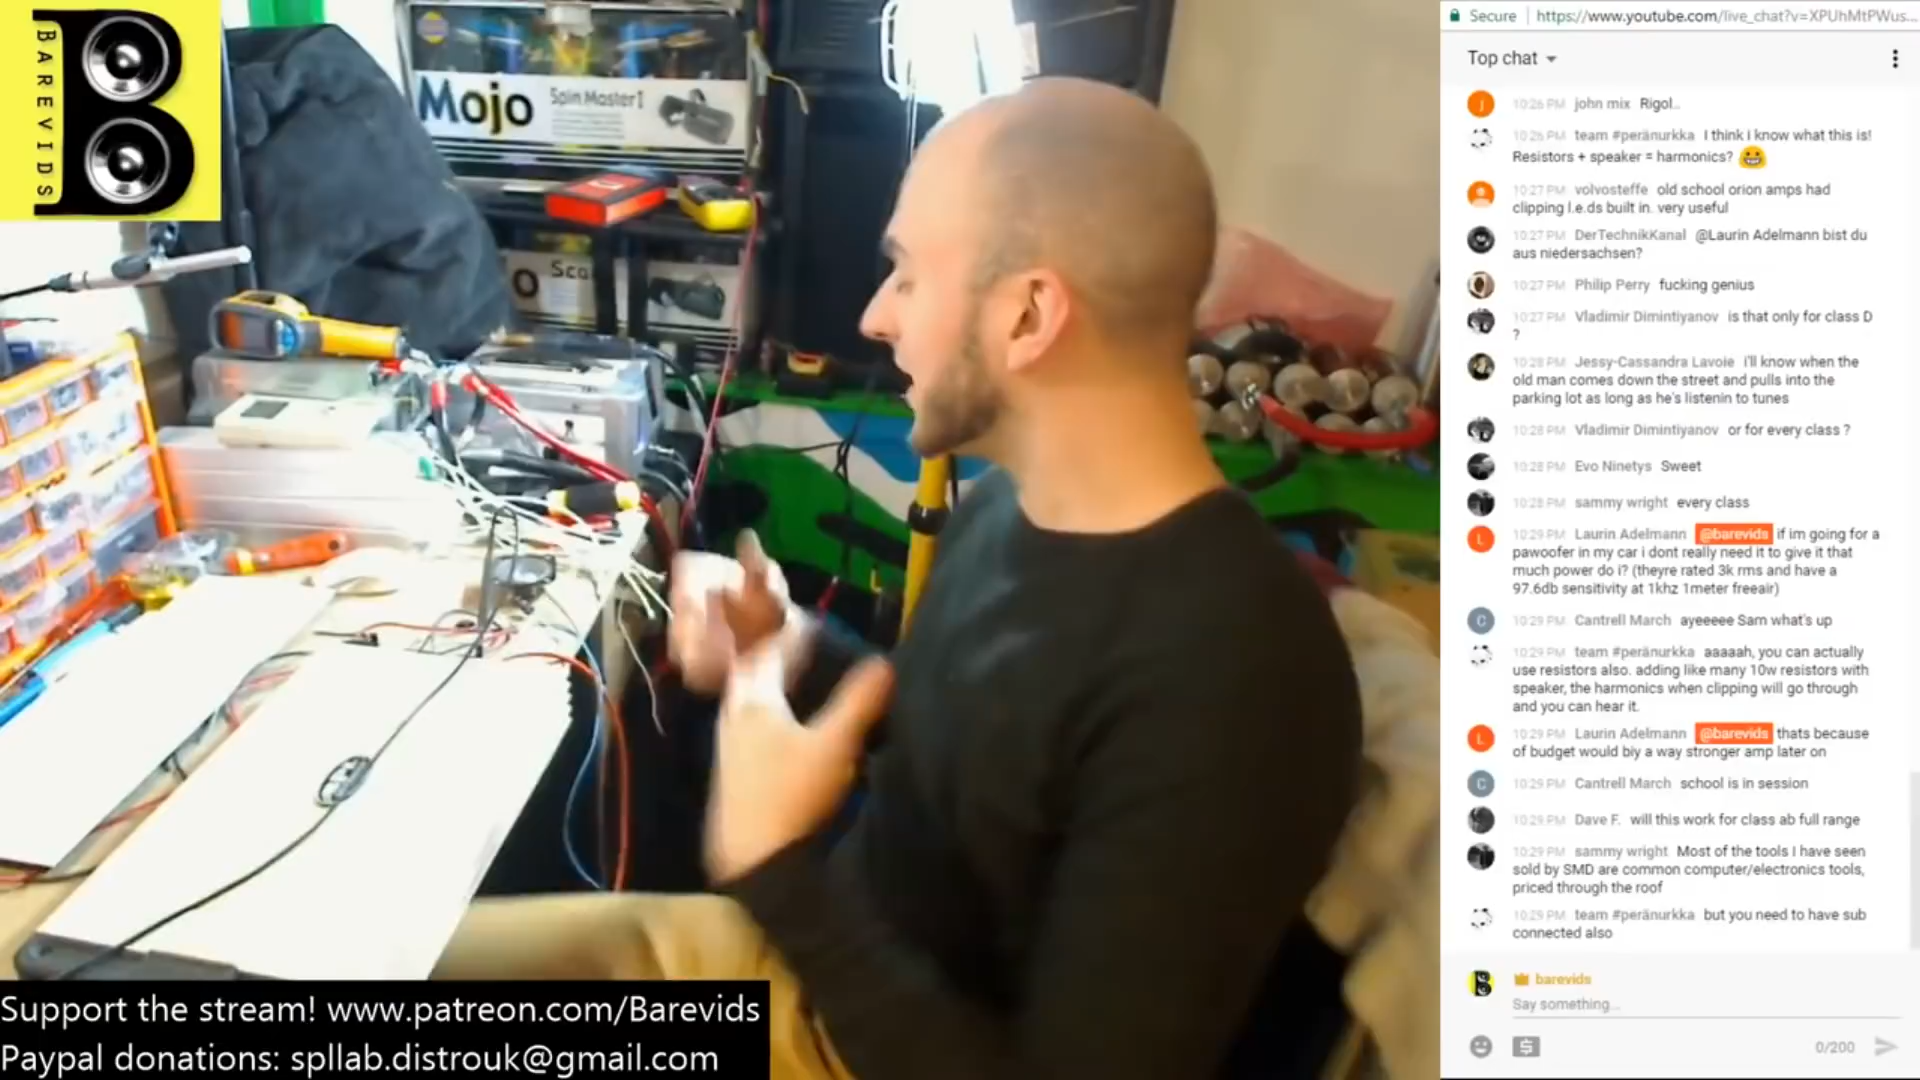 BAREVIDS
Mojo
Spin Master 1
O
Sca
Support the stream! www.patreon.com/Barevids
Paypal donations: spllab.distrouk@gmail.com
Secure
https://www.youtube.com/live_chat?v=XPUhMtPWus...
Top chat
J
10:26 PM john mix Rigol..
10:26 PM team #peränurkka I think i know what this is!
Resistors + speaker = harmonics?
10:27 PM volvosteffe old school orion amps had
clipping l.e.ds built in. very useful
10:27 PM DerTechnikKanal @Laurin Adelmann bist du
aus niedersachsen?
10:27 PM Philip Perry fucking genius
10:27 PM Vladimir Dimintiyanov is that only for class D
?
10:28 PM Jessy-Cassandra Lavoie I'll know when the
old man comes down the street and pulls into the
parking lot as long as he's listenin to tunes
10:28 PM Vladimir Dimintiyanov or for every class ?
10:28 PM Evo Ninetys Sweet
10:28 PM sammy wright every class
L
10:29 PM Laurin Adelmann @barevids if im going for a
pawoofer in my car i dont really need it to give it that
much power do i? (theyre rated 3k rms and have a
97.6db sensitivity at 1khz 1meter freeair)
C
10:29 PM Cantrell March ayeeeee Sam what's up
10:29 PM team #peränurkka aaaaah, you can actually
use resistors also. adding like many 10w resistors with
speaker, the harmonics when clipping will go through
and you can hear it.
L
10:29 PM Laurin Adelmann @barevids thats because
of budget would biy a way stronger amp later on
C
10:29 PM Cantrell March school is in session
10:29 PM Dave F. will this work for class ab full range
10:29 PM sammy wright Most of the tools I have seen
sold by SMD are common computer/electronics tools,
priced through the roof
10:29 PM team #peränurkka but you need to have sub
connected also
B
barevids
Say something...
0/200